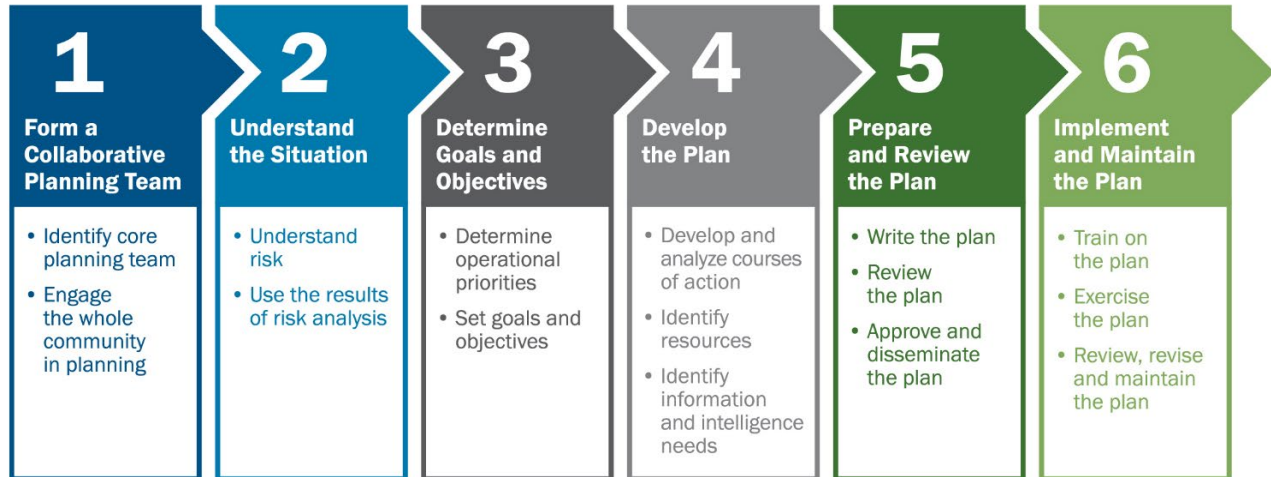 1
Form a
Collaborative
Planning Team
• Identify core
planning team
• Engage
the whole
community
in planning
2
Understand
the Situation
• Understand
risk
• Use the results
of risk analysis
3
Determine
Goals and
Objectives
• Determine
operational
priorities
• Set goals and
objectives
4
Develop
the Plan
• Develop and
analyze courses
of action
• Identify
resources
• Identify
information
and intelligence
needs
5
Prepare
and Review
the Plan
• Write the plan
• Review
the plan
• Approve and
disseminate
the plan
6
Implement
and Maintain
the Plan
• Train on
the plan
• Exercise
the plan
• Review, revise
and maintain
the plan